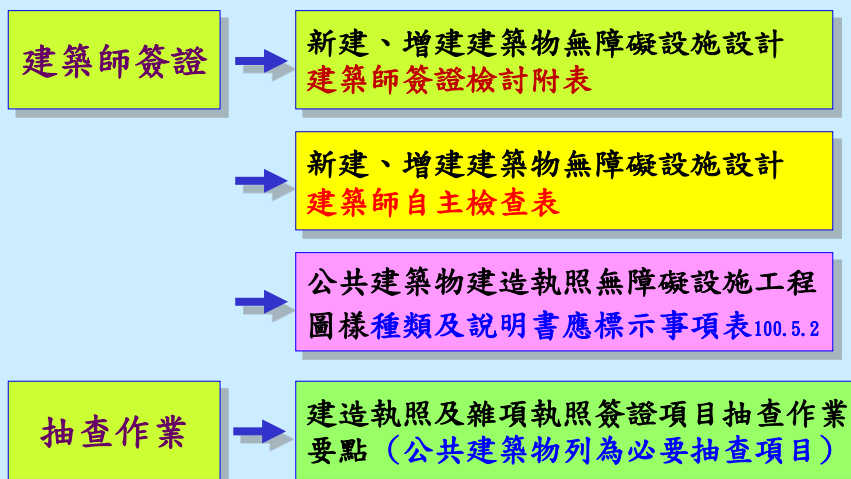 建築師簽證
新建、增建建築物無障礙設施設計
建築師簽證檢討附表
新建、增建建築物無障礙設施設計
建築師自主檢查表
公共建築物建造執照無障礙設施工程
圖樣種類及說明書應標示事項表100.5.2
抽查作業
建造執照及雜項執照簽證項目抽查作業
要點（公共建築物列為必要抽查項目）